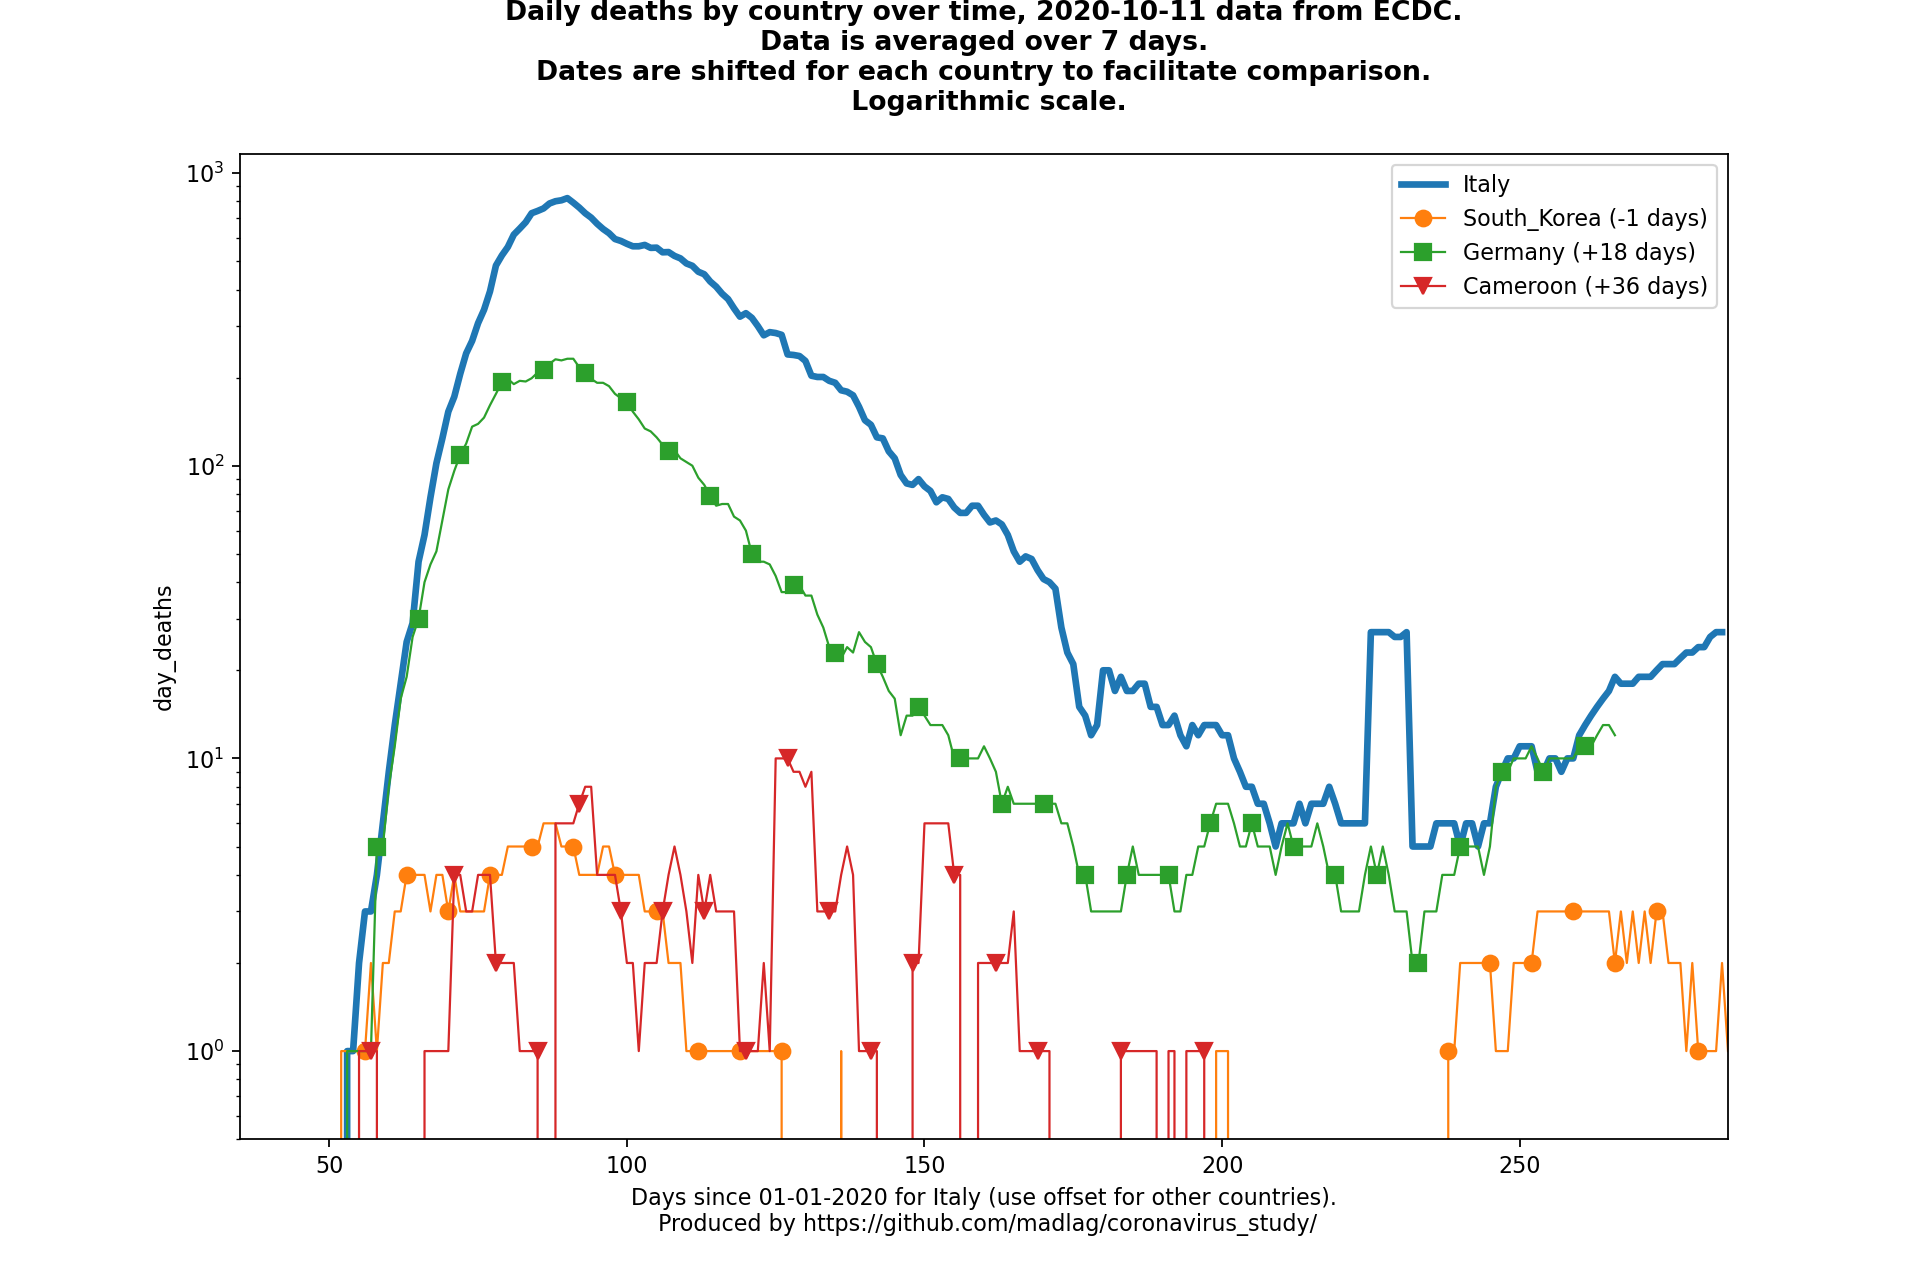 Daily deaths by country over time, 2020-10-11 data from ECDC.
Data is averaged over 7 days.
Dates are shifted for each country to facilitate comparison.
Logarithmic scale.
10³
10²
10¹
10⁰
day_deaths
Italy
South_Korea (-1 days)
Germany (+18 days)
Cameroon (+36 days)
50 100 150 200 250
Days since 01-01-2020 for Italy (use offset for other countries).
Produced by https://github.com/madlag/coronavirus_study/